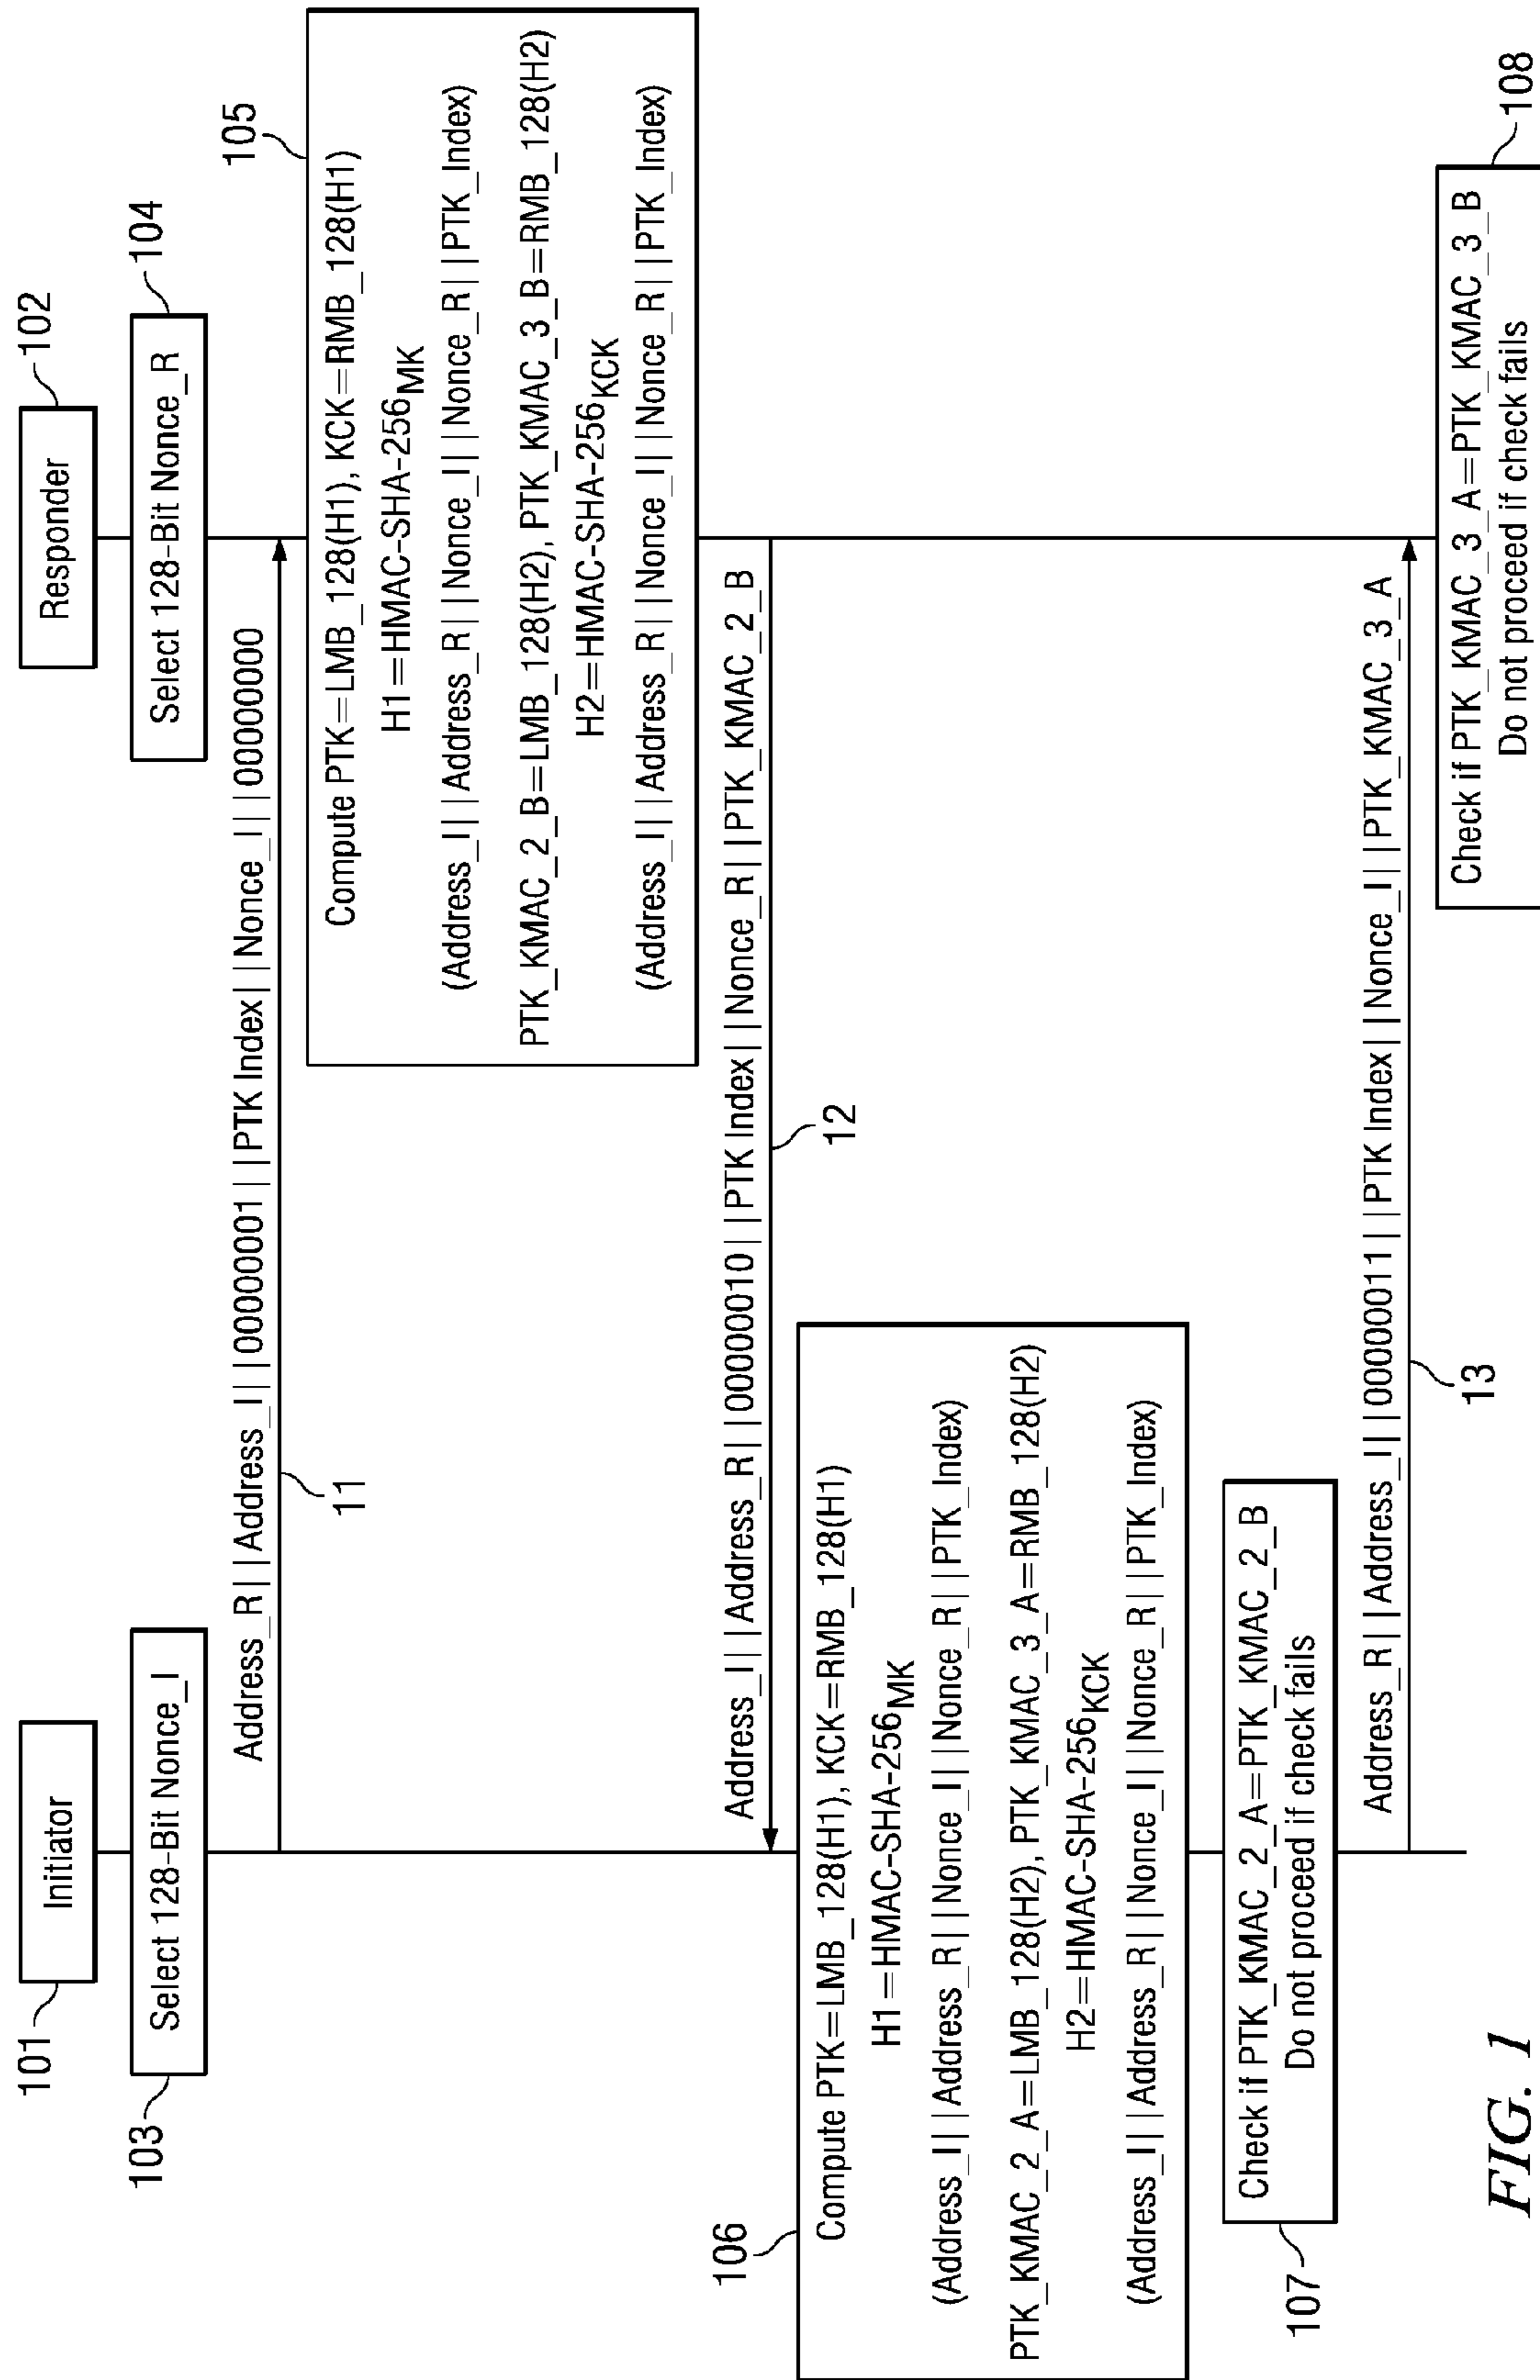 Initiator
101
Responder
102
Select 128-Bit Nonce_I
103
Select 128-Bit Nonce_R
104
Address_R||Address_I||00000001||PTK Index||Nonce_I||00000000
11
105
Compute PTK=LMB_128(H1), KCK=RMB_128(H1)
H1=HMAC-SHA-256MK
(Address_I||Address_R||Nonce_I||Nonce_R||PTK_Index)
PTK_KMAC_2_B=LMB_128(H2), PTK_KMAC_3_B=RMB_128(H2)
H2=HMAC-SHA-256KCK
(Address_I||Address_R||Nonce_I||Nonce_R||PTK_Index)
Address_I||Address_R||00000010||PTK Index||Nonce_R||PTK_KMAC_2_B
12
106
Compute PTK=LMB_128(H1), KCK=RMB_128(H1)
H1=HMAC-SHA-256MK
(Address_I||Address_R||Nonce_I||Nonce_R||PTK_Index)
PTK_KMAC_2_A=LMB_128(H2), PTK_KMAC_3_A=RMB_128(H2)
H2=HMAC-SHA-256KCK
(Address_I||Address_R||Nonce_I||Nonce_R||PTK_Index)
Check if PTK_KMAC_2_A=PTK_KMAC_2_B
Do not proceed if check fails
107
Address_R||Address_I||00000011||PTK Index||Nonce_I||PTK_KMAC_3_A
13
Check if PTK_KMAC_3_A=PTK_KMAC_3_B
Do not proceed if check fails
108
FIG. 1